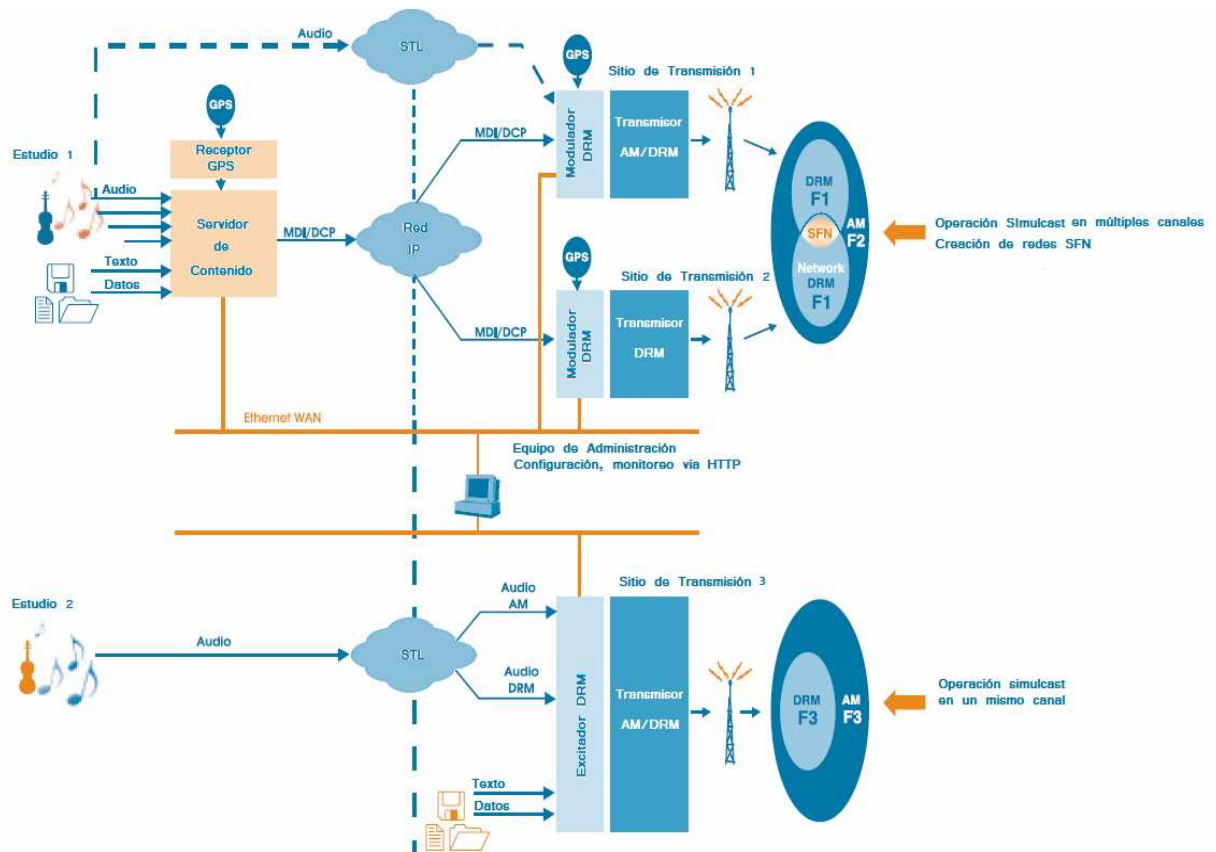 Audio
STL
GPS
Sitio de Transmisión 1
GPS
Modulador DRM
Transmisor
AM/DRM
MDI/DCP
Estudio 1
Receptor
GPS
Audio
Servidor
de
Contenido
MDI/DCP
Red
IP
Texto
Datos
DRM
F1
SFN
AM
F2
Network
DRM
F1
Operación SImulcast en múltiples canales
Creación de redes SFN
GPS
Sitio de Transmisión 2
MDI/DCP
Modulador DRM
Transmisor
DRM
Ethernet WAN
Equipo de Administración
Configuración, monitoreo via HTTP
Estudio 2
Audio
STL
Audio
AM
Audio
DRM
Sitio de Transmisión 3
Excitador DRM
Transmisor
AM/DRM
Texto
Datos
DRM
F3
AM
F3
Operación simulcast
en un mismo canal